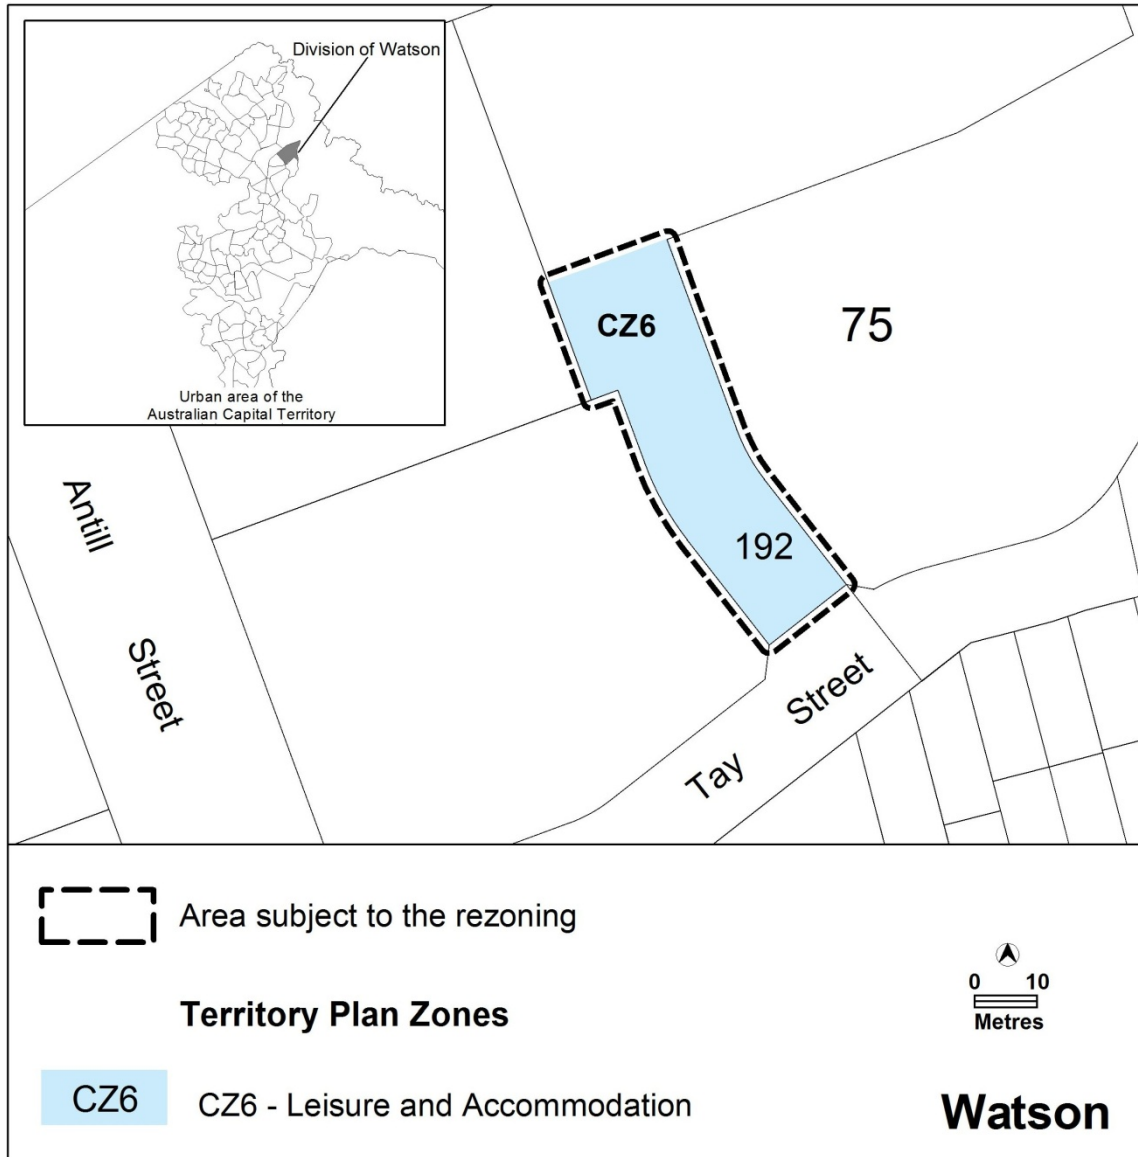 Division of Watson
Urban area of the
Australian Capital Territory
CZ6
75
192
Antill
Street
Tay
Street
Area subject to the rezoning
Territory Plan Zones
0 10
Metres
CZ6
CZ6 - Leisure and Accommodation
Watson